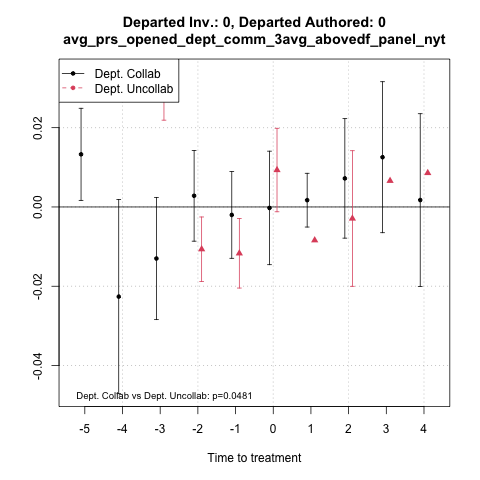 Departed Inv.: 0, Departed Authored: 0
avg_prs_opened_dept_comm_3avg_abovedf_panel_nyt
Dept. Collab
Dept. Uncollab
0.02
0.00
-0.02
-0.04
Dept. Collab vs Dept. Uncollab: p=0.0481
-5 -4 -3 -2 -1 0 1 2 3 4
Time to treatment